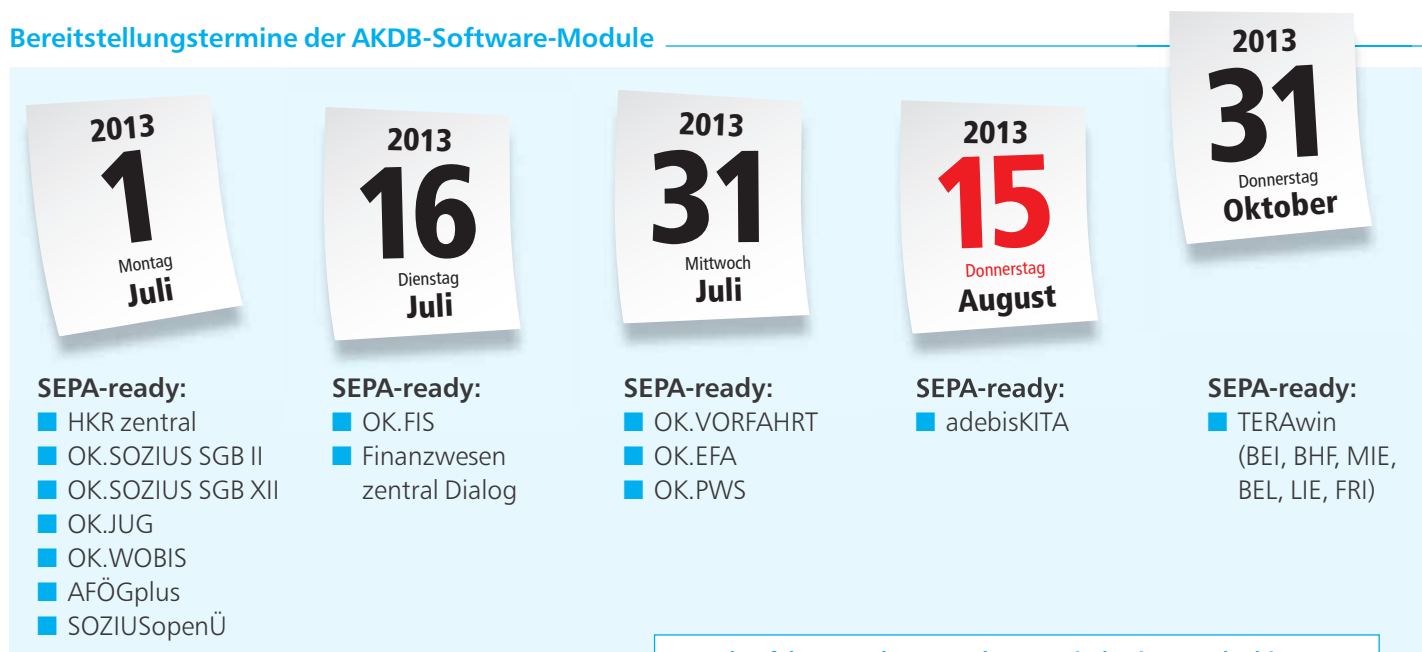 Bereitstellungstermine der AKDB-Software-Module
2013
1
Montag
Juli
SEPA-ready:
HKR zentral
OK.SOZIUS SGB II
OK.SOZIUS SGB XII
OK.JUG
OK.WOBIS
AFÖGplus
SOZIUSopenÜ
2013
16
Dienstag
Juli
SEPA-ready:
OK.FIS
Finanzwesen
zentral Dialog
2013
31
Mittwoch
Juli
SEPA-ready:
OK.VORFAHRT
OK.EFA
OK.PWS
2013
15
Donnerstag
August
SEPA-ready:
adebisKITA
2013
31
Donnerstag
Oktober
SEPA-ready:
TERAwin
(BEI, BHF, MIE,
BEL, LIE, FRI)